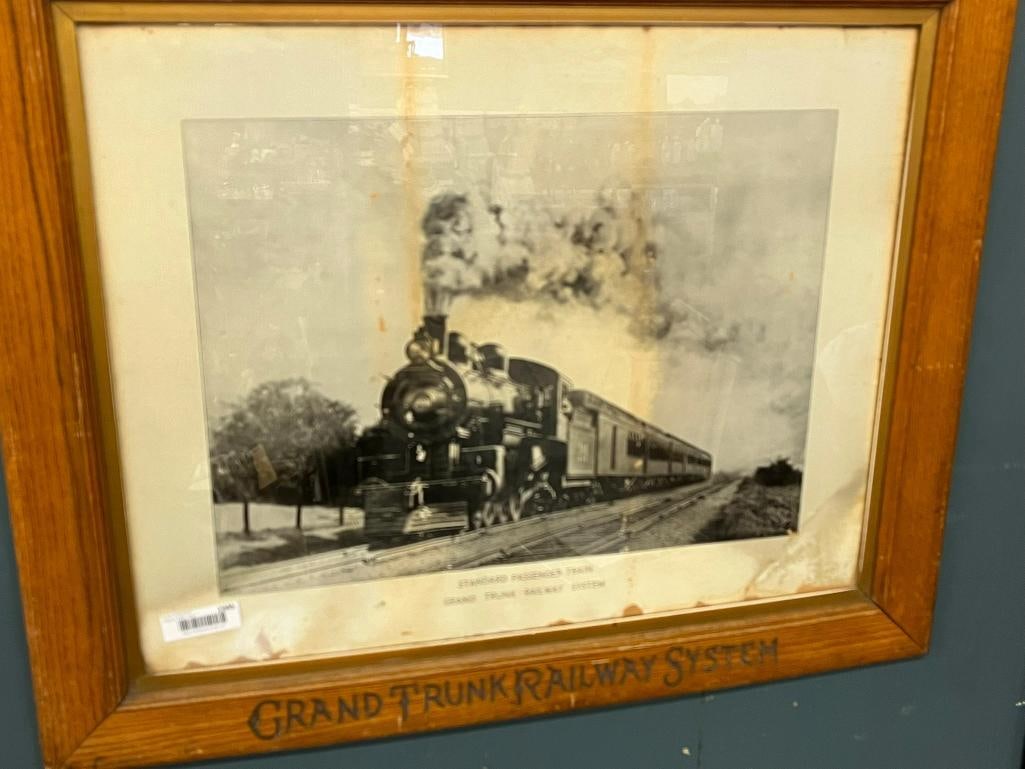 STANDARD PASSENGER TRAIN
GRAND TRUNK RAILWAY SYSTEM
GRAND TRUNK RAILWAY SYSTEM